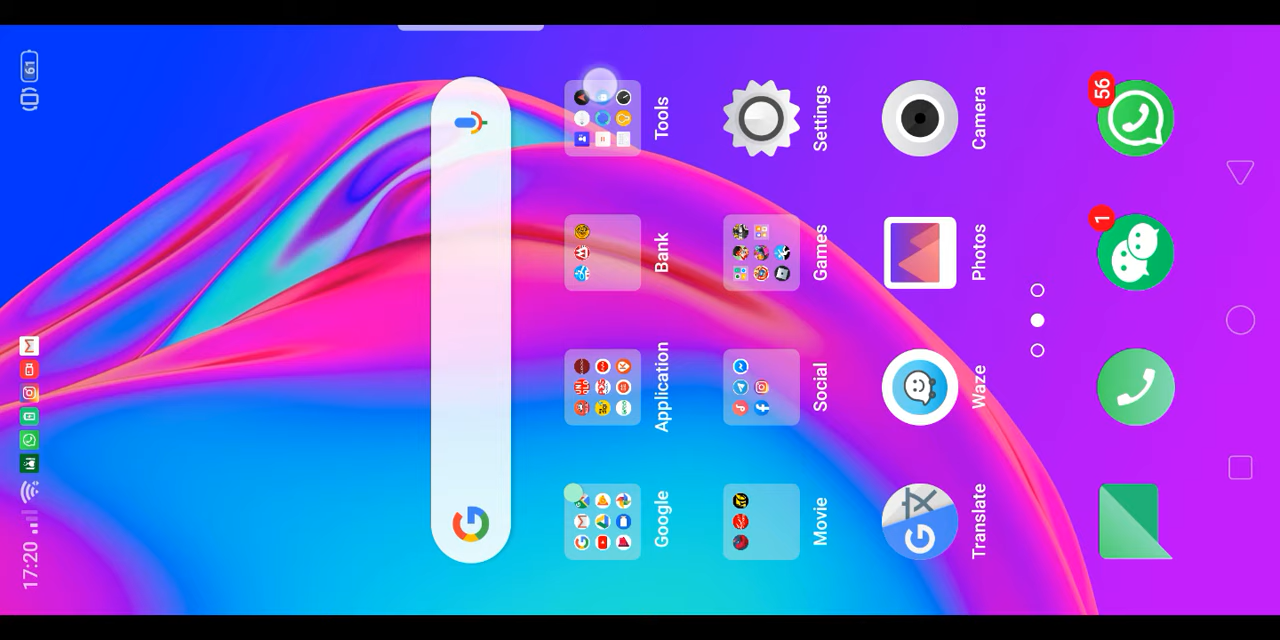 17:20
61
Google
Application
Bank
Tools
Movie
Social
Games
Settings
Translate
Waze
Photos
Camera
1
56